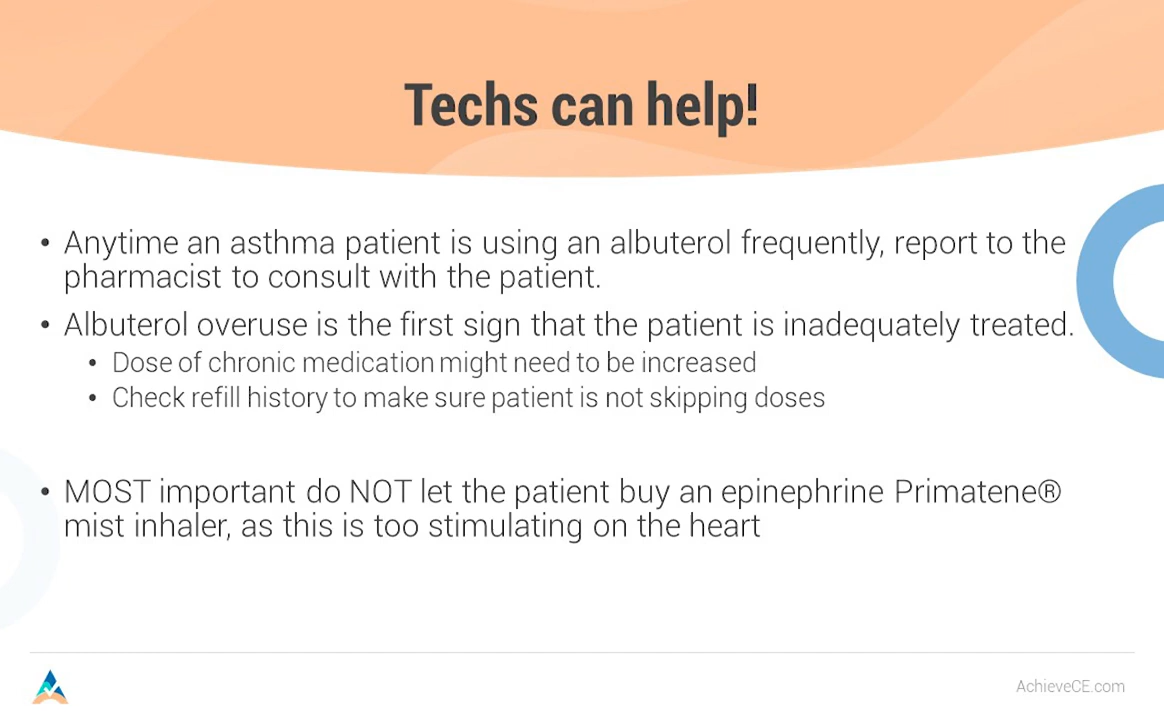 Techs can help!
• Anytime an asthma patient is using an albuterol frequently, report to the
pharmacist to consult with the patient.
• Albuterol overuse is the first sign that the patient is inadequately treated.
• Dose of chronic medication might need to be increased
• Check refill history to make sure patient is not skipping doses
• MOST important do NOT let the patient buy an epinephrine Primatene®
mist inhaler, as this is too stimulating on the heart
AchieveCE.com